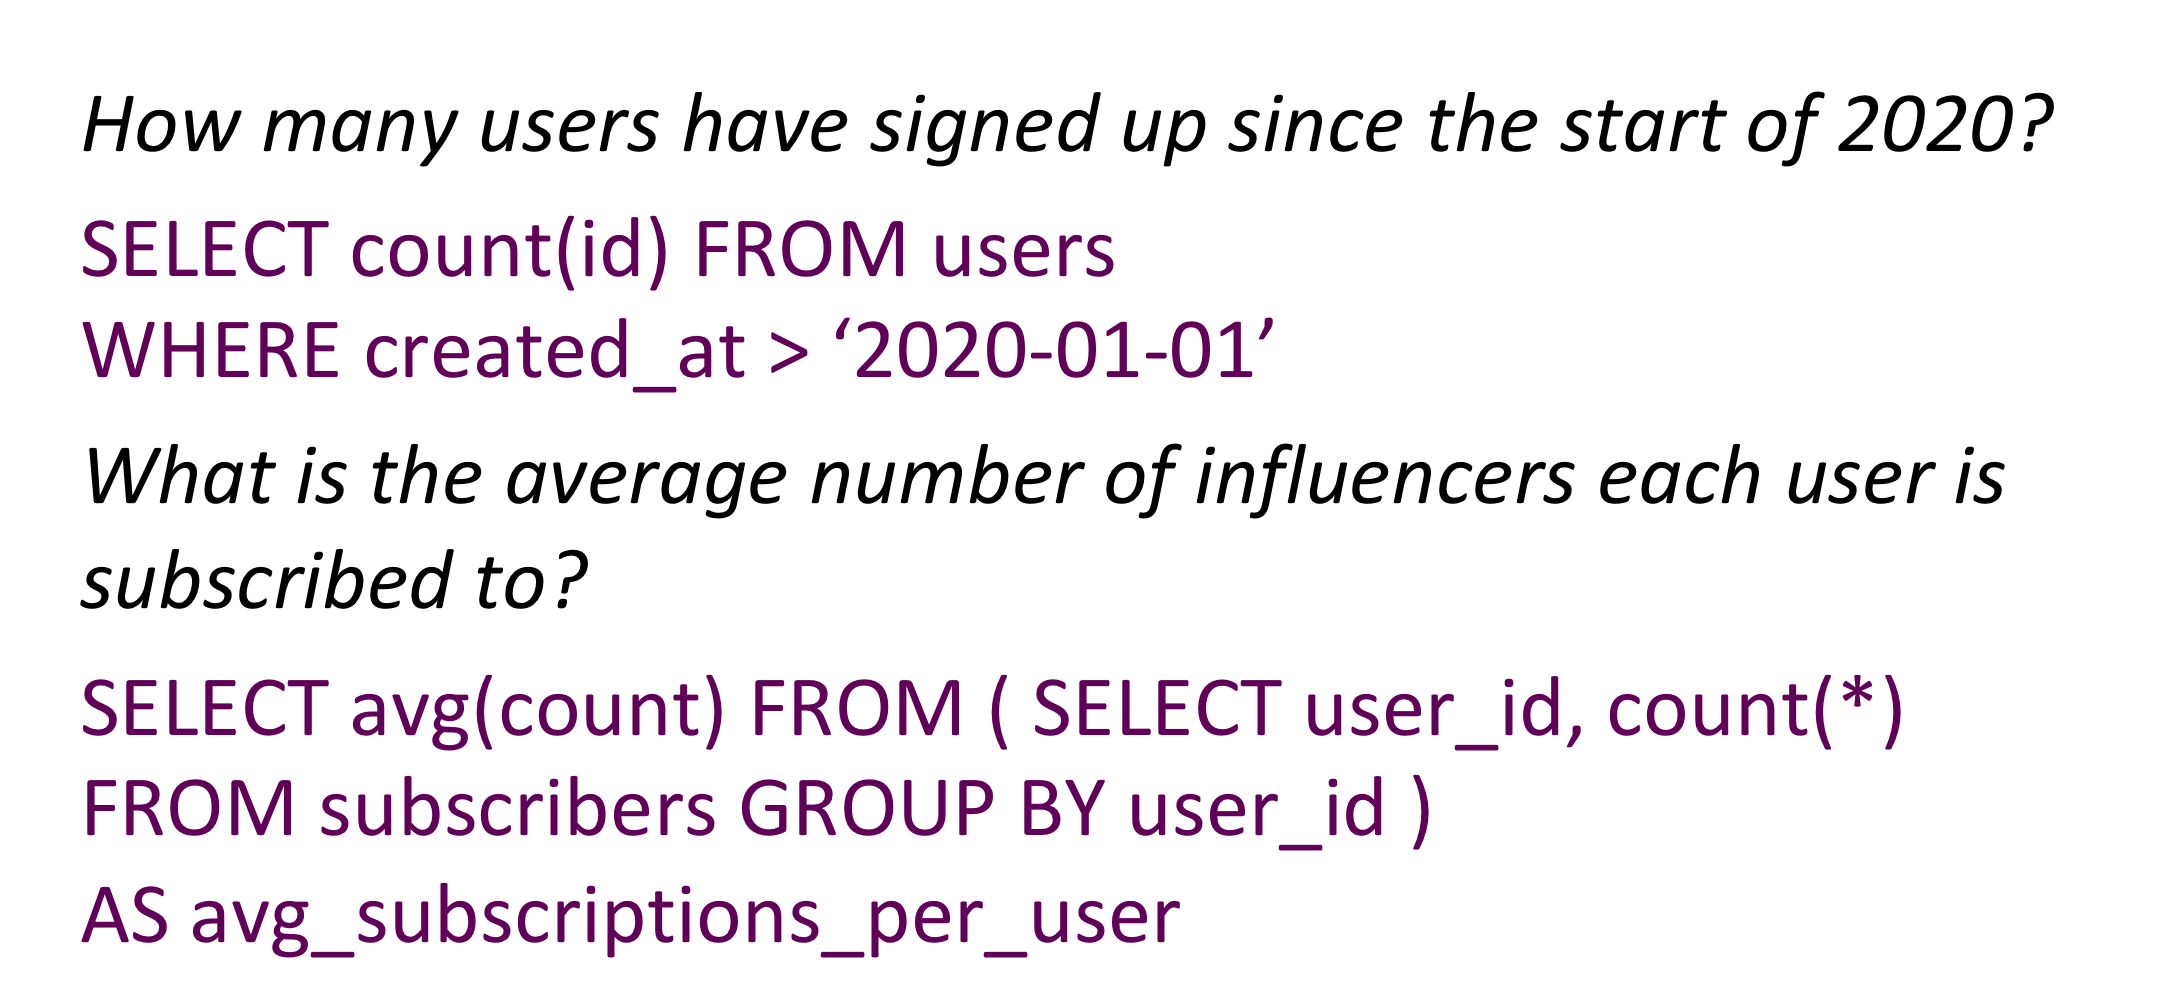 How many users have signed up since the start of 2020?
SELECT count(id) FROM users
WHERE created_at > ‘2020-01-01’
What is the average number of influencers each user is
subscribed to?
SELECT avg(count) FROM ( SELECT user_id, count(*)
FROM subscribers GROUP BY user_id )
AS avg_subscriptions_per_user